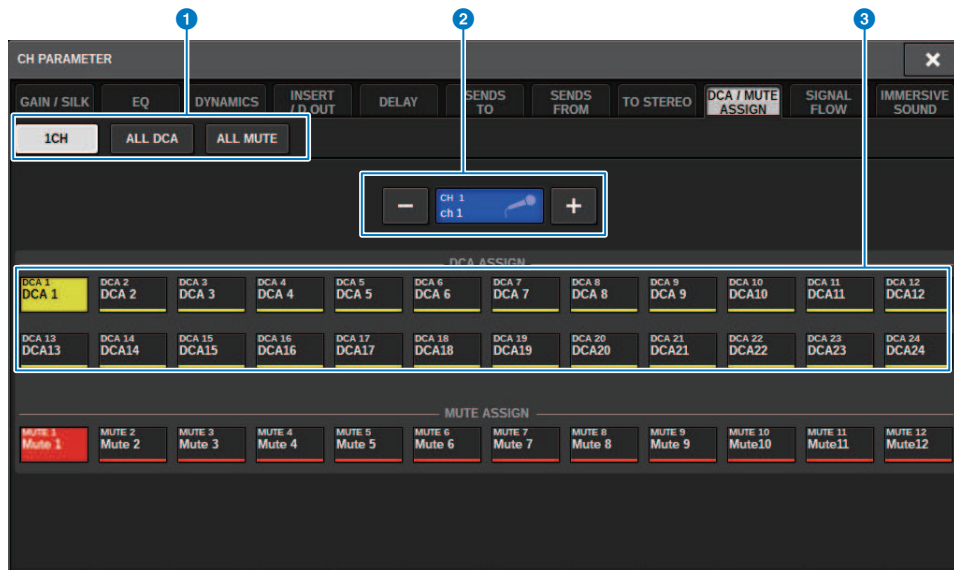 1 2 3
CH PARAMETER
GAIN / SILK EQ DYNAMICS INSERT / D.OUT DELAY SENDS TO SENDS FROM TO STEREO DCA / MUTE ASSIGN SIGNAL FLOW IMMERSIVE SOUND
1CH ALL DCA ALL MUTE
CH 1
ch 1
DCA ASSIGN
DCA 1 DCA 2 DCA 3 DCA 4 DCA 5 DCA 6 DCA 7 DCA 8 DCA 9 DCA 10 DCA 11 DCA 12
DCA 1 DCA 2 DCA 3 DCA 4 DCA 5 DCA 6 DCA 7 DCA 8 DCA 9 DCA10 DCA11 DCA12
DCA 13 DCA 14 DCA 15 DCA 16 DCA 17 DCA 18 DCA 19 DCA 20 DCA 21 DCA 22 DCA 23 DCA 24
DCA13 DCA14 DCA15 DCA16 DCA17 DCA18 DCA19 DCA20 DCA21 DCA22 DCA23 DCA24
MUTE ASSIGN
MUTE 1 MUTE 2 MUTE 3 MUTE 4 MUTE 5 MUTE 6 MUTE 7 MUTE 8 MUTE 9 MUTE 10 MUTE 11 MUTE 12
Mute 1 Mute 2 Mute 3 Mute 4 Mute 5 Mute 6 Mute 7 Mute 8 Mute 9 Mute10 Mute11 Mute12